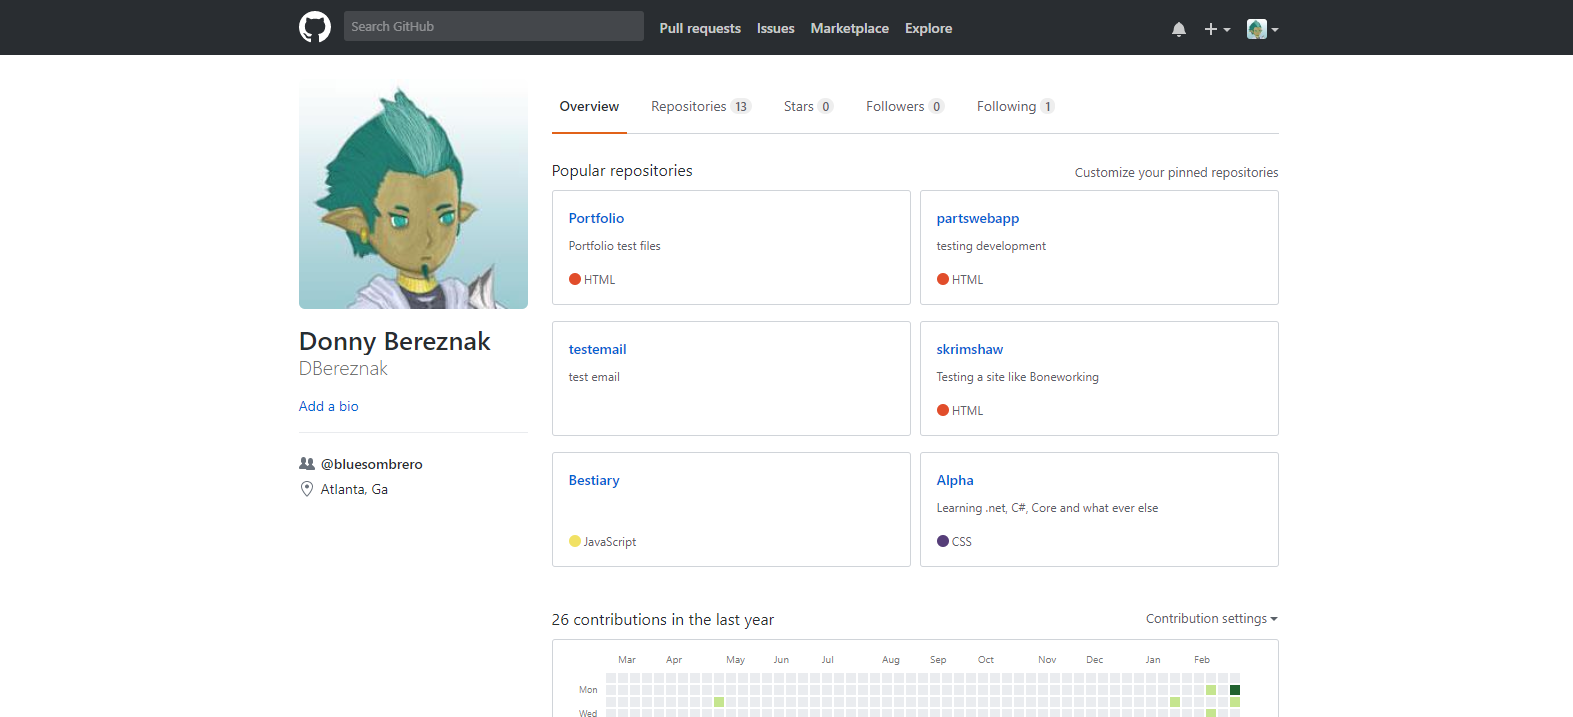 Search GitHub Pull requests Issues Marketplace Explore
Overview Repositories 13 Stars 0 Followers 0 Following 1
Popular repositories Customize your pinned repositories
Portfolio
Portfolio test files
HTML
partswebapp
testing development
HTML
testemail
test email
skrimshaw
Testing a site like Boneworking
HTML
Bestiary
JavaScript
Alpha
Learning .net, C#, Core and what ever else
CSS
Donny Bereznak
DBereznak
Add a bio
@bluesombrero
Atlanta, Ga
26 contributions in the last year Contribution settings
Mar Apr May Jun Jul Aug Sep Oct Nov Dec Jan Feb
Mon
Wed